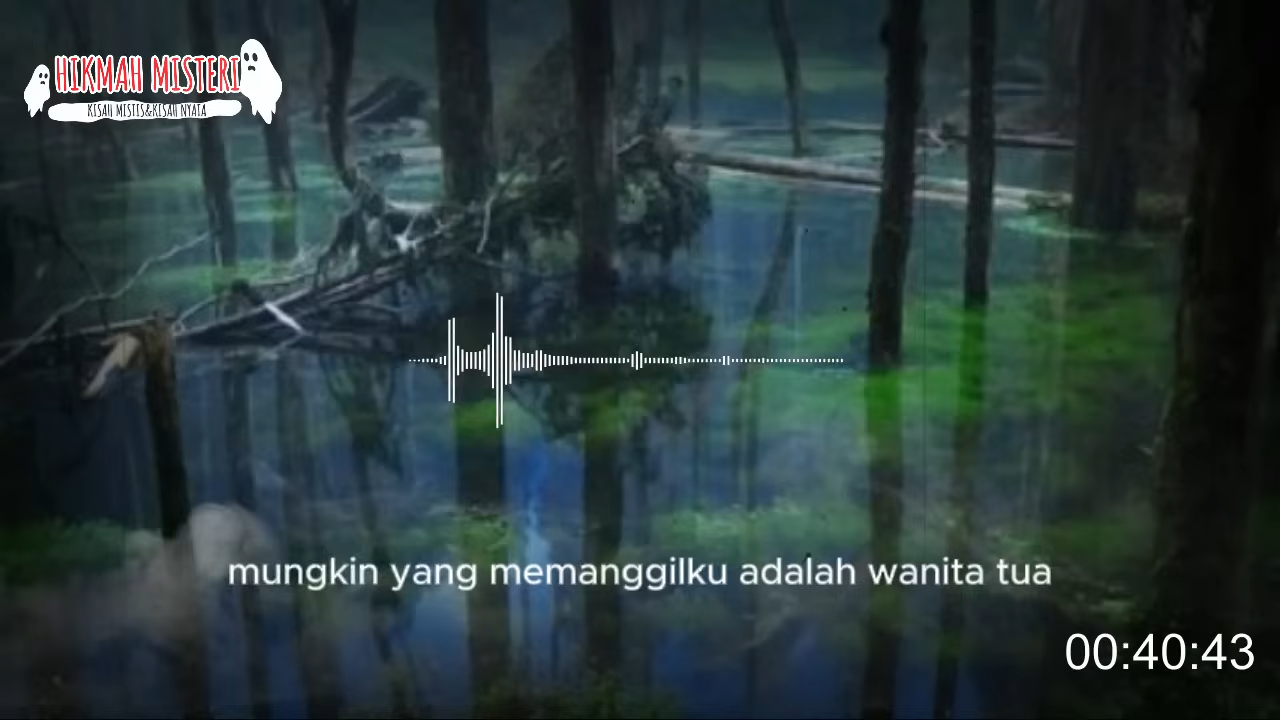 HIKMAH MISTERI
KISAH MISTIS&KISAH NYATA
mungkin yang memanggilku adalah wanita tua
00:40:43